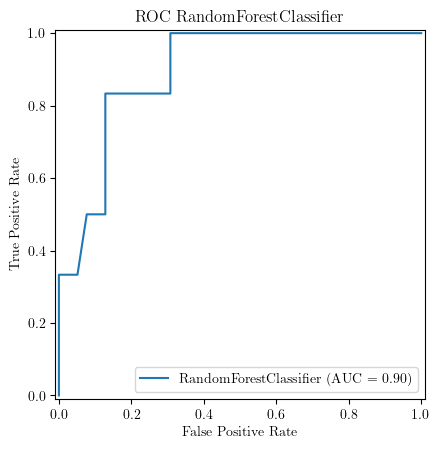 ROC RandomForestClassifier
1.0
0.8
0.6
0.4
0.2
0.0
True Positive Rate
RandomForestClassifier (AUC = 0.90)
0.0 0.2 0.4 0.6 0.8 1.0
False Positive Rate